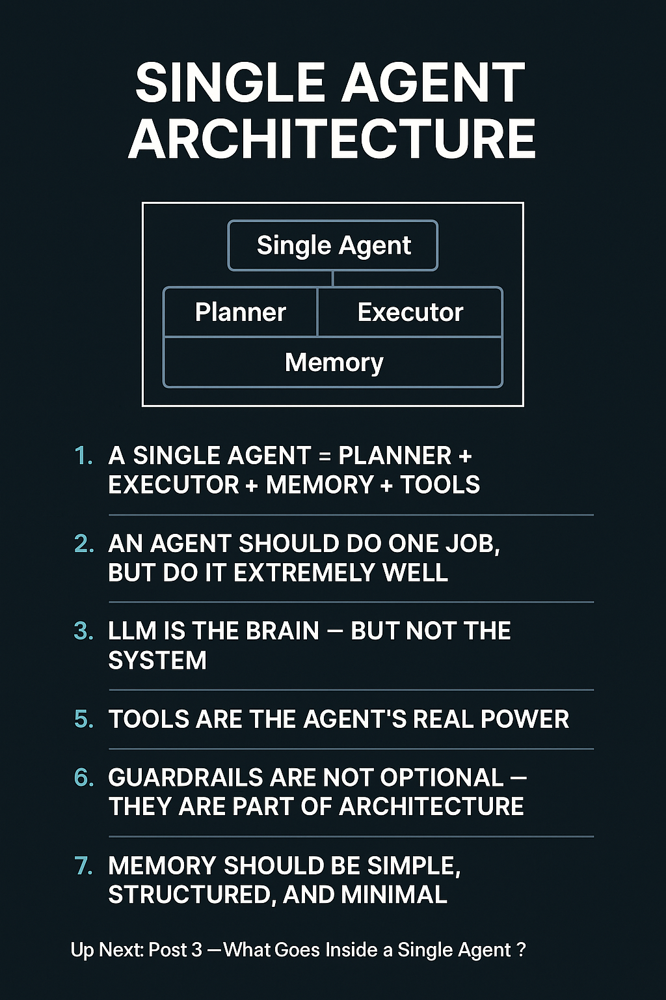 SINGLE AGENT
ARCHITECTURE
Single Agent
Planner
Executor
Memory
1. A SINGLE AGENT = PLANNER +
EXECUTOR + MEMORY + TOOLS
2. AN AGENT SHOULD DO ONE JOB,
BUT DO IT EXTREMELY WELL
3. LLM IS THE BRAIN – BUT NOT THE
SYSTEM
5. TOOLS ARE THE AGENT'S REAL POWER
6. GUARDRAILS ARE NOT OPTIONAL –
THEY ARE PART OF ARCHITECTURE
7. MEMORY SHOULD BE SIMPLE,
STRUCTURED, AND MINIMAL
Up Next: Post 3 —What Goes Inside a Single Agent ?